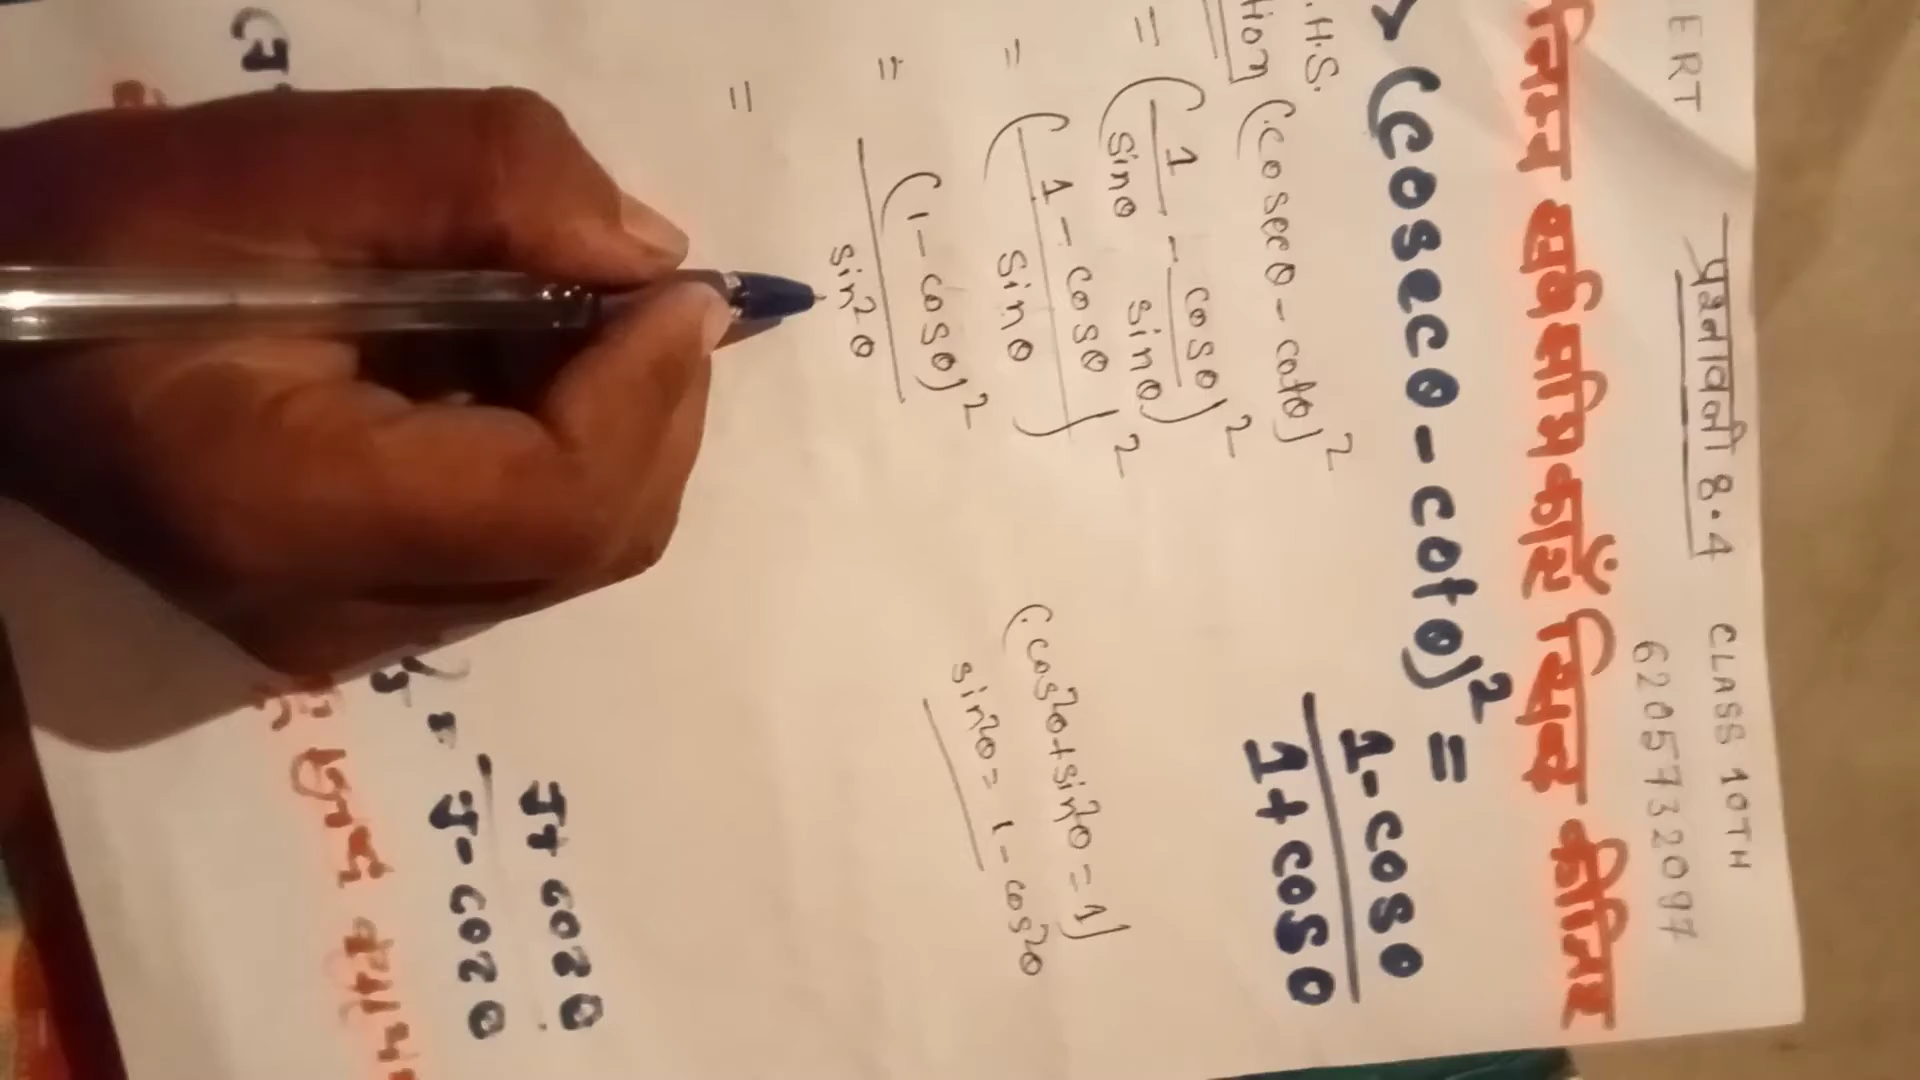 ERT प्रश्नावली 8.4 CLASS 10TH
6205732097
निम्न सर्वसमिकाएँ सिद्ध कीजिए
(cosecθ-cotθ)² = 1-cosθ
1+cosθ
.H.S. (cosecθ-cotθ)²
tion
= (1/sinθ - cosθ/sinθ)²
= (1-cosθ/sinθ)² (cos²θ+sin²θ=1)
sin²θ = 1-cos²θ
= (1-cosθ)²
sin²θ
=